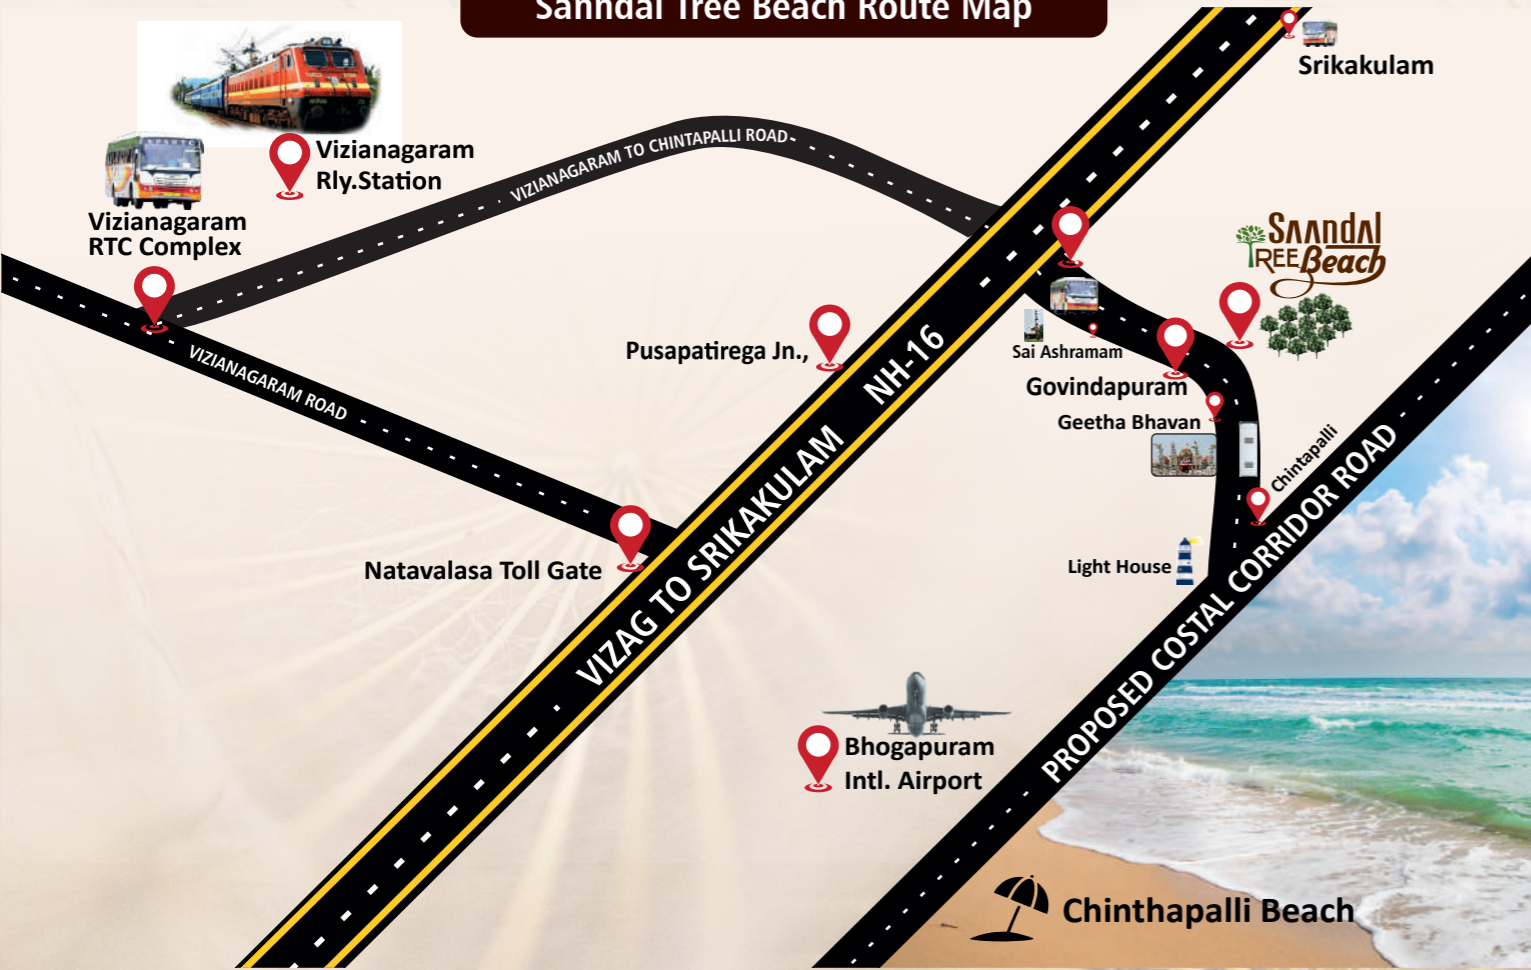 Sanndal Tree Beach Route Map
Srikakulam
Vizianagaram
Rly.Station
Vizianagaram
RTC Complex
VIZIANAGARAM TO CHINTAPALLI ROAD
SAANDAL
TREE Beach
VIZIANAGARAM ROAD
Pusapatirega Jn.,
Sai Ashramam
Govindapuram
Geetha Bhavan
Chintapalli
Natavalasa Toll Gate
Light House
VIZAG TO SRIKAKULAM NH-16
PROPOSED COSTAL CORRIDOR ROAD
Bhogapuram
Intl. Airport
Chinthapalli Beach